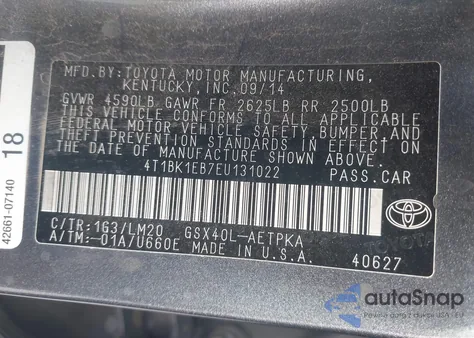 MFD.BY:TOYOTA MOTOR MANUFACTURING,
KENTUCKY,INC.09/14
GVWR 4590LB GAWR FR 2625LB RR 2500LB
THIS VEHICLE CONFORMS TO ALL APPLICABLE
FEDERAL MOTOR VEHICLE SAFETY,BUMPER,AND
THEFT PREVENTION STANDARDS IN EFFECT ON
THE DATE OF MANUFACTURE SHOWN ABOVE.
4T1BK1EB7EU131022 PASS.CAR
C/TR:1G3/LM20 GSX40L-AETPKA
A/TM:-01A/U660E MADE IN U.S.A.
40627
TOYOTA
42661-07140
18
autoSnap